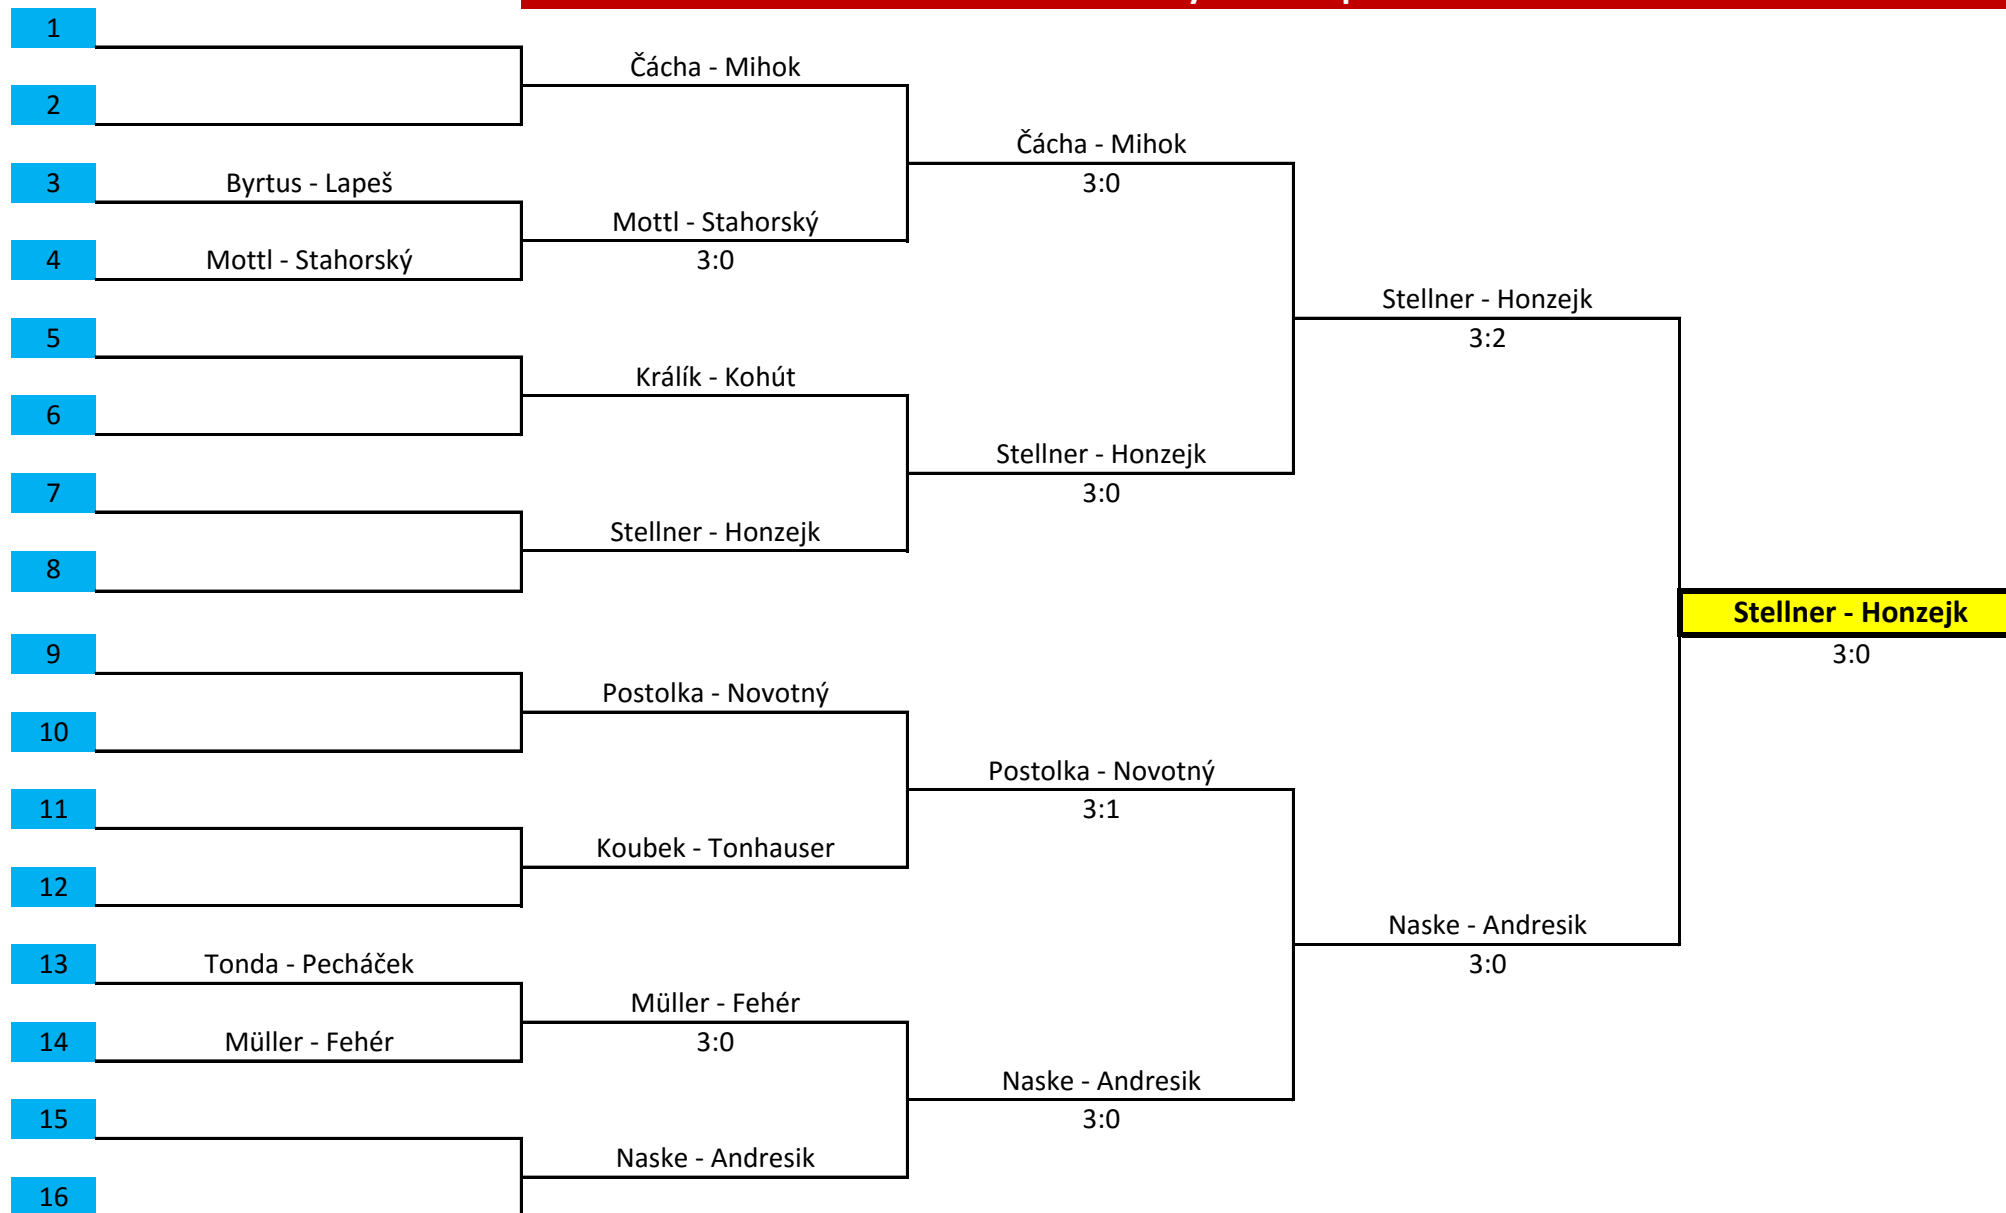 1
Čácha - Mihok
2
Čácha - Mihok
3 Byrtus - Lapeš 3:0
Mottl - Stahorský
4 Mottl - Stahorský 3:0
Stellner - Honzejk
5 3:2
Králík - Kohút
6
Stellner - Honzejk
7 3:0
Stellner - Honzejk
8
Stellner - Honzejk
9 3:0
Postolka - Novotný
10
Postolka - Novotný
11 3:1
Koubek - Tonhauser
12
Naske - Andresik
13 Tonda - Pecháček 3:0
Müller - Fehér
14 Müller - Fehér 3:0
Naske - Andresik
15 3:0
Naske - Andresik
16